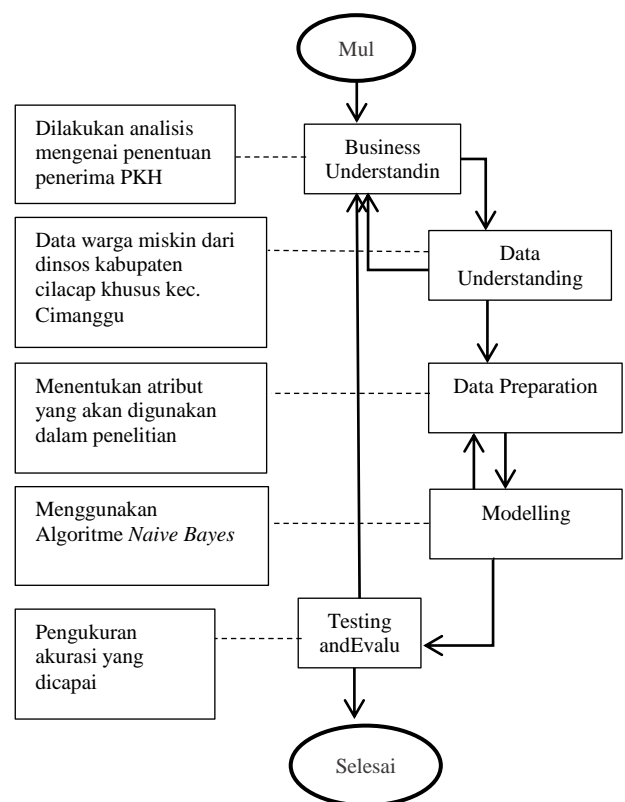 Mul
Dilakukan analisis
mengenai penentuan
penerima PKH
Business
Understandin
Data warga miskin dari
dinsos kabupaten
cilacap khusus kec.
Cimanggu
Data
Understanding
Menentukan atribut
yang akan digunakan
dalam penelitian
Data Preparation
Menggunakan
Algoritme Naive Bayes
Modelling
Pengukuran
akurasi yang
dicapai
Testing
andEvalu
Selesai